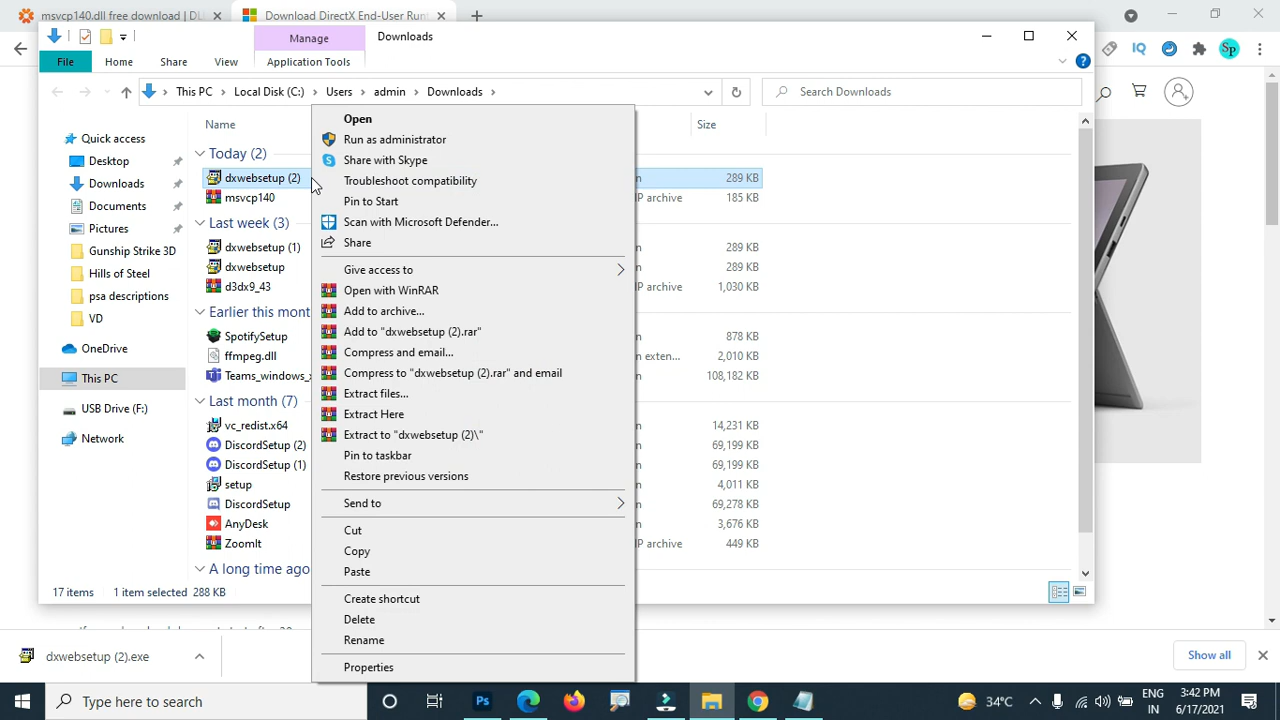 msvcp140.dll free download | DL
Download DirectX End-User Runt
Manage
Downloads
File
Home
Share
View
Application Tools
This PC
Local Disk (C:)
Users
admin
Downloads
Search Downloads
IQ
Sp
Name
Size
Quick access
Desktop
Downloads
Documents
Pictures
Gunship Strike 3D
Hills of Steel
psa descriptions
VD
OneDrive
This PC
USB Drive (F:)
Network
Today (2)
dxwebsetup (2)
n
289 KB
msvcp140
IP archive
185 KB
Last week (3)
dxwebsetup (1)
n
289 KB
dxwebsetup
n
289 KB
d3dx9_43
IP archive
1,030 KB
Earlier this mont
SpotifySetup
n
878 KB
ffmpeg.dll
n exten...
2,010 KB
Teams_windows_x
n
108,182 KB
Last month (7)
vc_redist.x64
n
14,231 KB
DiscordSetup (2)
n
69,199 KB
DiscordSetup (1)
n
69,199 KB
setup
n
4,011 KB
DiscordSetup
n
69,278 KB
AnyDesk
n
3,676 KB
ZoomIt
IP archive
449 KB
A long time ago
Open
Run as administrator
Share with Skype
Troubleshoot compatibility
Pin to Start
Scan with Microsoft Defender...
Share
Give access to
Open with WinRAR
Add to archive...
Add to "dxwebsetup (2).rar"
Compress and email...
Compress to "dxwebsetup (2).rar" and email
Extract files...
Extract Here
Extract to "dxwebsetup (2)\"
Pin to taskbar
Restore previous versions
Send to
Cut
Copy
Paste
Create shortcut
Delete
Rename
Properties
17 items
1 item selected 288 KB
dxwebsetup (2).exe
Show all
Type here to search
Ps
34°C
ENG
IN
3:42 PM
6/17/2021